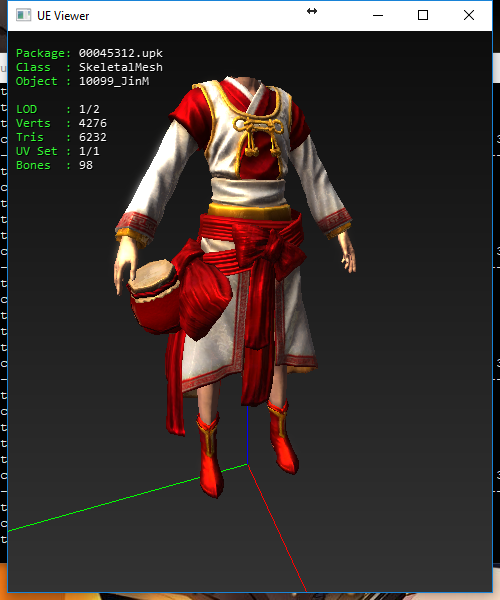 UE Viewer
Package: 00045312.upk
Class : SkeletalMesh
Object : 10099_JinM
LOD : 1/2
Verts : 4276
Tris : 6232
UV Set : 1/1
Bones : 98